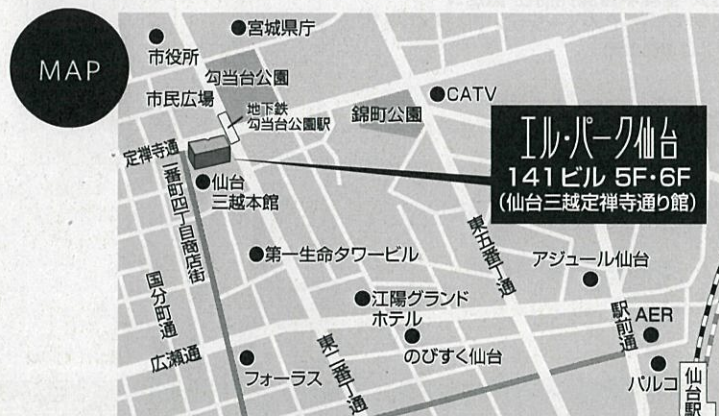 MAP
宮城県庁
市役所
勾当台公園
市民広場
地下鉄
勾当台公園駅
錦町公園
CATV
エル・パーク仙台
141ビル 5F・6F
(仙台三越定禅寺通り館)
定禅寺通
仙台
三越本館
一番町四丁目商店街
第一生命タワービル
東五番丁通
アジュール仙台
国分町通
江陽グランド
ホテル
駅前通
AER
広瀬通
フォーラス
東二番丁通
のびすく仙台
パルコ
仙台駅